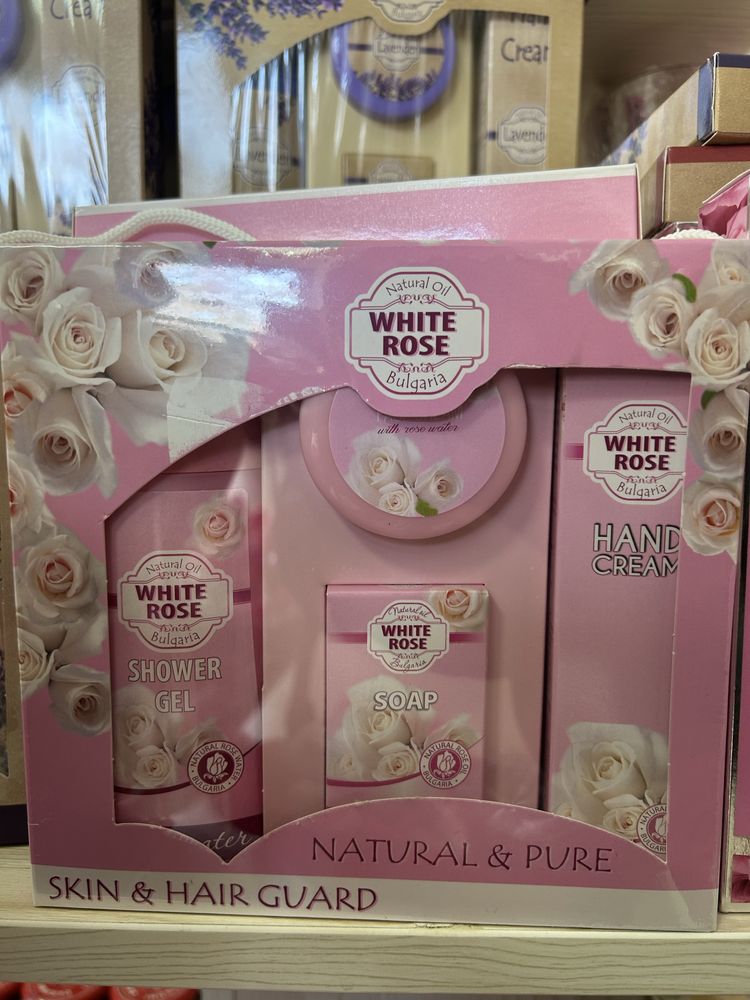 Crea
Bulgaria
Lavender
Crea
Lavende
Natural Oil
WHITE
ROSE
Bulgaria
with rose water
Natural Oil
WHITE
ROSE
Bulgaria
HAND
CREAM
Natural Oil
WHITE
ROSE
Bulgaria
SHOWER
GEL
NATURAL ROSE WATER
BULGARIA
Natural oil
WHITE
ROSE
Bulgaria
SOAP
NATURAL ROSE OIL
BULGARIA
NATURAL & PURE
SKIN & HAIR GUARD